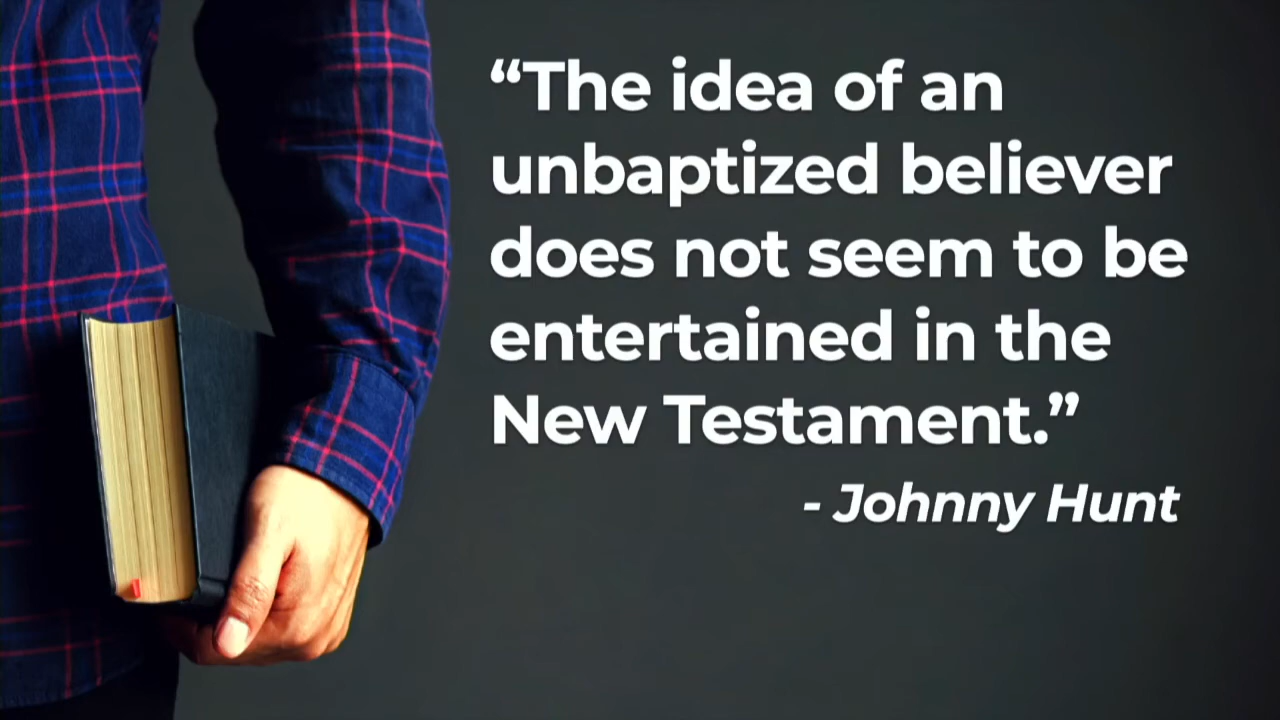 “The idea of an
unbaptized believer
does not seem to be
entertained in the
New Testament.”
- Johnny Hunt